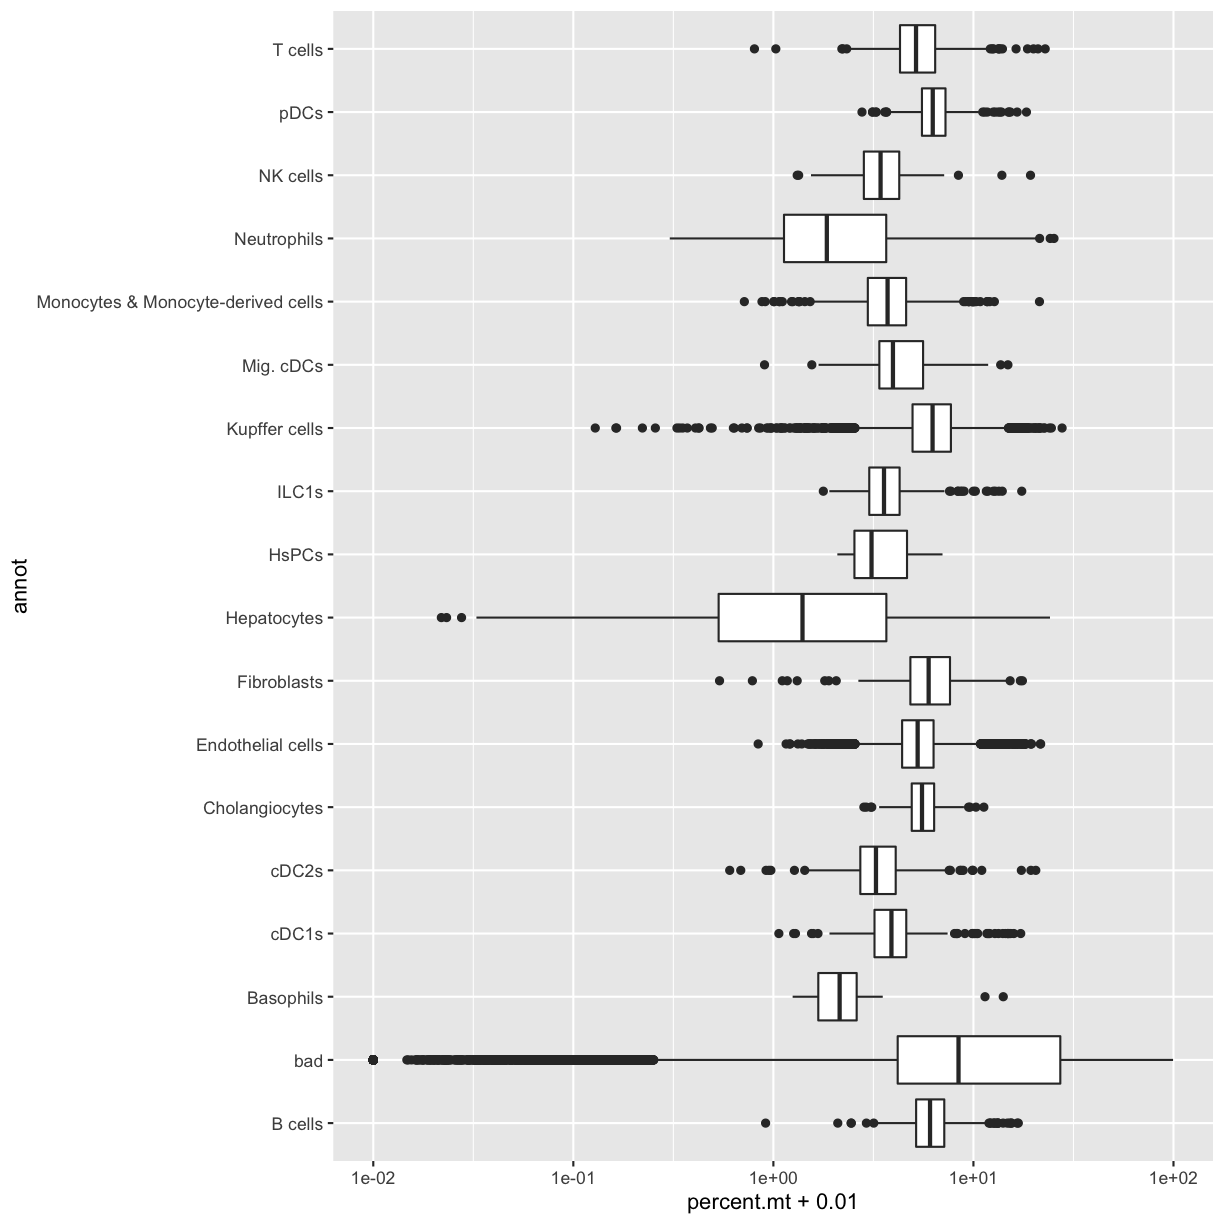 T cells
pDCs
NK cells
Neutrophils
Monocytes & Monocyte-derived cells
Mig. cDCs
Kupffer cells
ILC1s
HsPCs
Hepatocytes
Fibroblasts
Endothelial cells
Cholangiocytes
cDC2s
cDC1s
Basophils
bad
B cells
annot
1e-02 1e-01 1e+00 1e+01 1e+02
percent.mt + 0.01